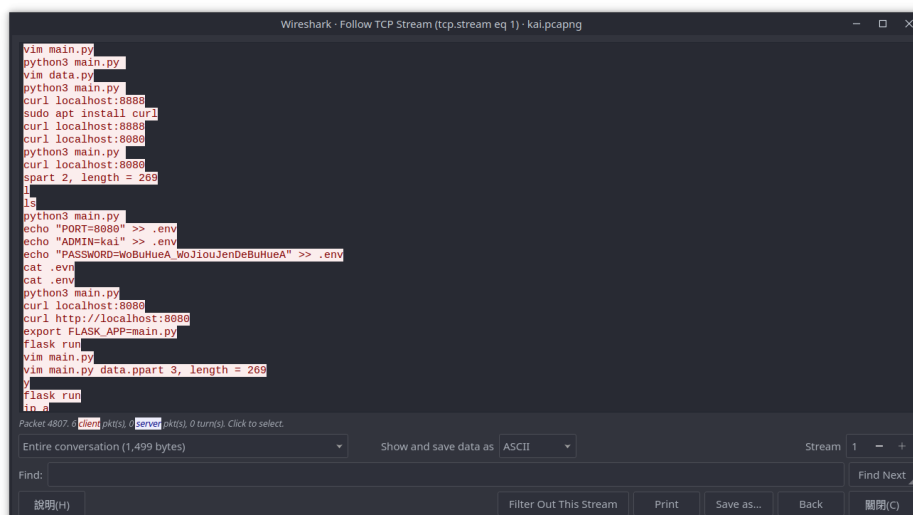 Wireshark · Follow TCP Stream (tcp.stream eq 1) · kai.pcapng
vim main.py
python3 main.py
vim data.py
python3 main.py
curl localhost:8888
sudo apt install curl
curl localhost:8888
curl localhost:8080
python3 main.py
curl localhost:8080
spart 2, length = 269
l
ls
python3 main.py
echo "PORT=8080" >> .env
echo "ADMIN=kai" >> .env
echo "PASSWORD=WoBuHueA_WoJiouJenDeBuHueA" >> .env
cat .evn
cat .env
python3 main.py
curl localhost:8080
curl http://localhost:8080
export FLASK_APP=main.py
flask run
vim main.py
vim main.py data.ppart 3, length = 269
y
flask run
ip a
Packet 4807. 6 client pkt(s), 0 server pkt(s), 0 turn(s). Click to select.
Entire conversation (1,499 bytes) Show and save data as ASCII Stream 1 − +
Find: Find Next
說明(H) Filter Out This Stream Print Save as... Back 關閉(C)